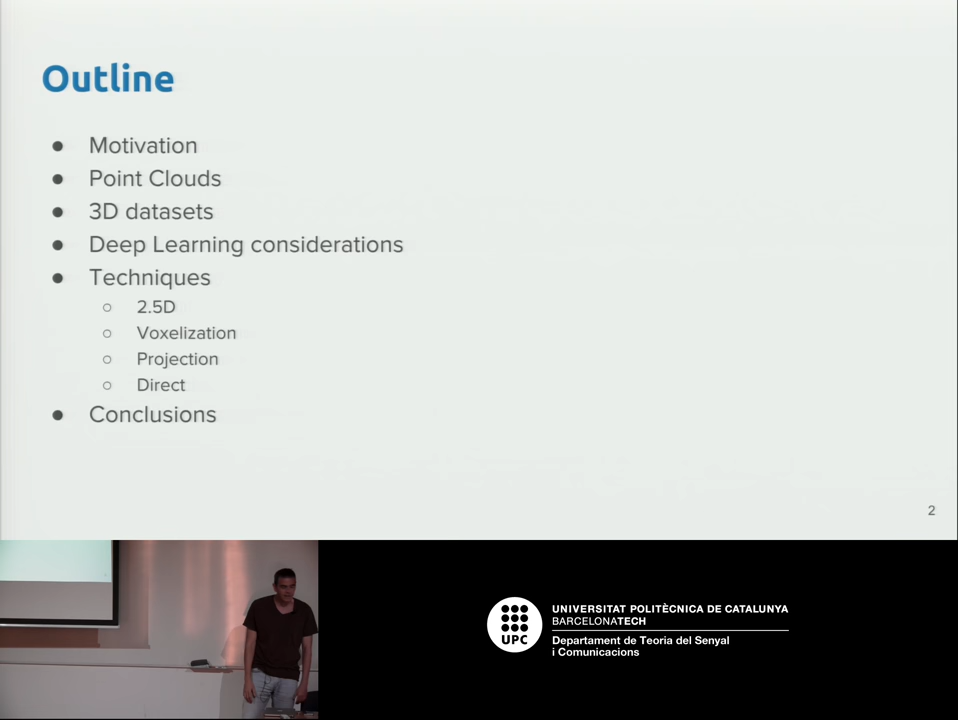 Outline
● Motivation
● Point Clouds
● 3D datasets
● Deep Learning considerations
● Techniques
○ 2.5D
○ Voxelization
○ Projection
○ Direct
● Conclusions
2
UPC
UNIVERSITAT POLITÈCNICA DE CATALUNYA
BARCELONATECH
Departament de Teoria del Senyal
i Comunicacions